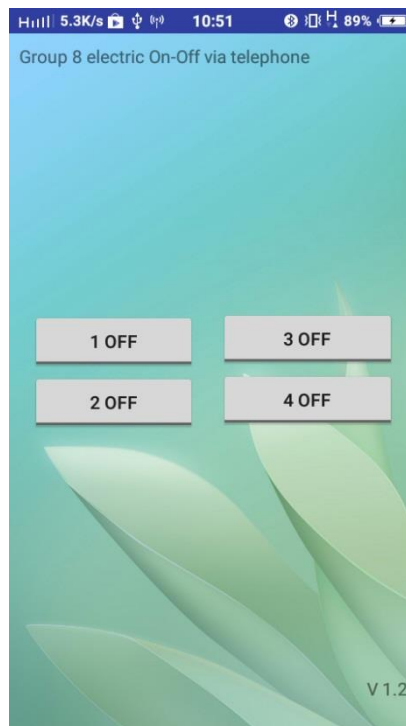 H 5.3K/s 10:51 H 89%
Group 8 electric On-Off via telephone
1 OFF 3 OFF
2 OFF 4 OFF
V 1.2